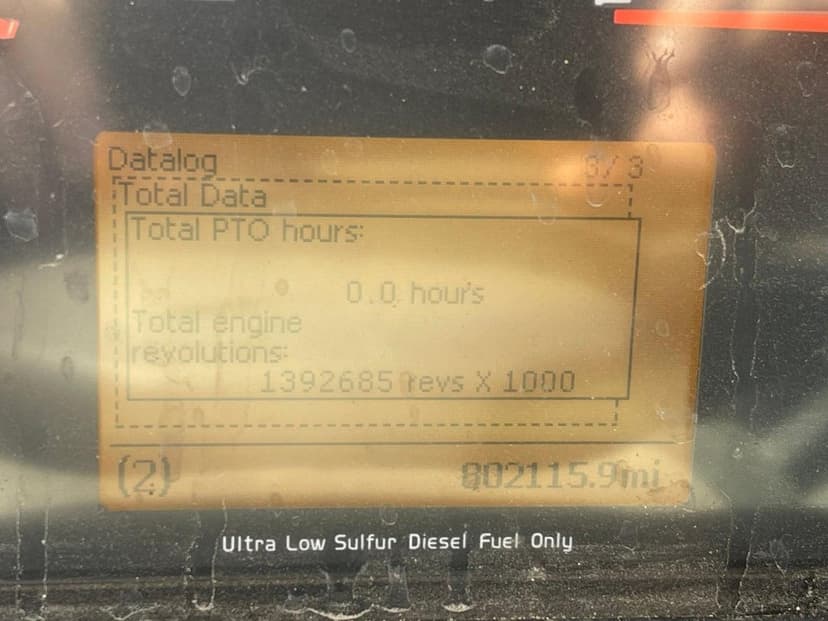 Datalog 3/3
Total Data
Total PTO hours:
0.0 hours
Total engine
revolutions:
1392685 revs X 1000
(2) 802115.9mi
Ultra Low Sulfur Diesel Fuel Only